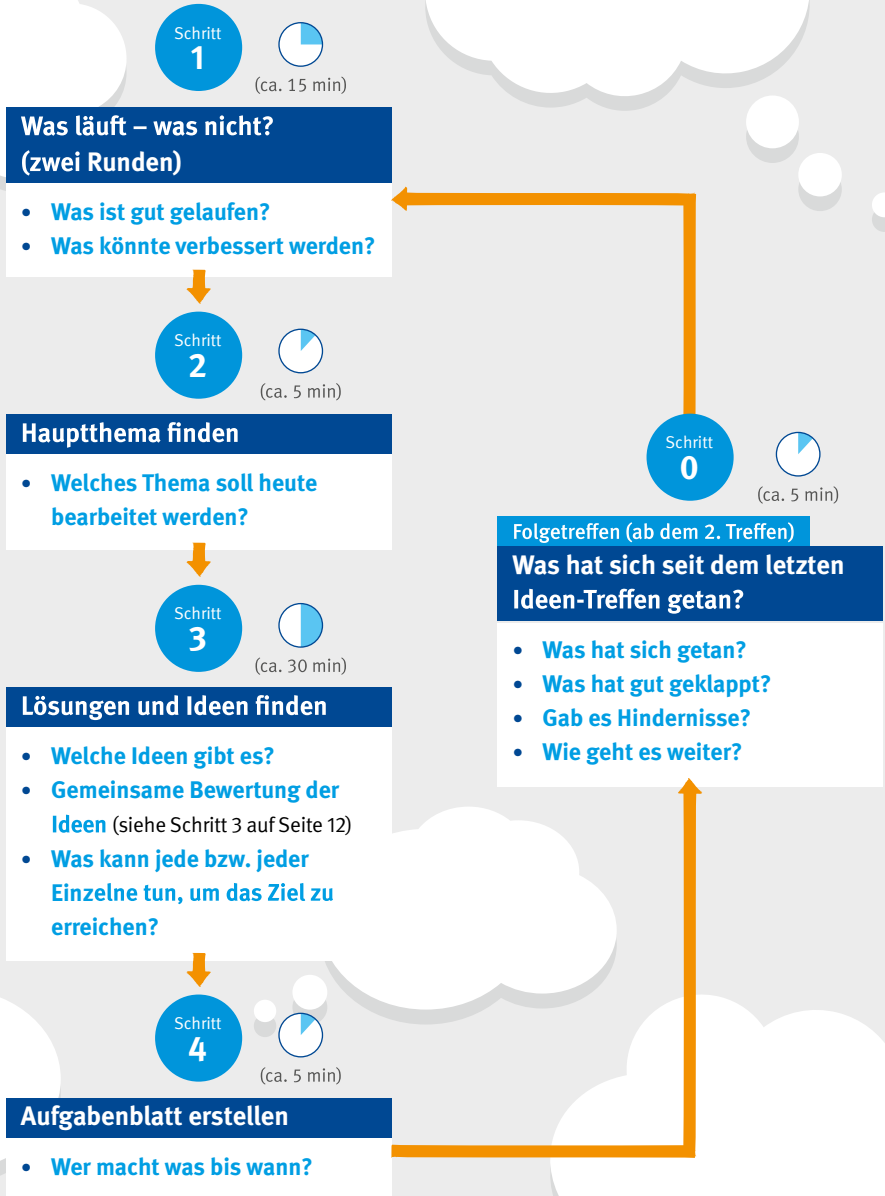 Schritt
1
(ca. 15 min)
Was läuft – was nicht?
(zwei Runden)
• Was ist gut gelaufen?
• Was könnte verbessert werden?
Schritt
2
(ca. 5 min)
Hauptthema finden
• Welches Thema soll heute
bearbeitet werden?
Schritt
3
(ca. 30 min)
Lösungen und Ideen finden
• Welche Ideen gibt es?
• Gemeinsame Bewertung der
Ideen (siehe Schritt 3 auf Seite 12)
• Was kann jede bzw. jeder
Einzelne tun, um das Ziel zu
erreichen?
Schritt
4
(ca. 5 min)
Aufgabenblatt erstellen
• Wer macht was bis wann?
Schritt
0
(ca. 5 min)
Folgetreffen (ab dem 2. Treffen)
Was hat sich seit dem letzten
Ideen-Treffen getan?
• Was hat sich getan?
• Was hat gut geklappt?
• Gab es Hindernisse?
• Wie geht es weiter?